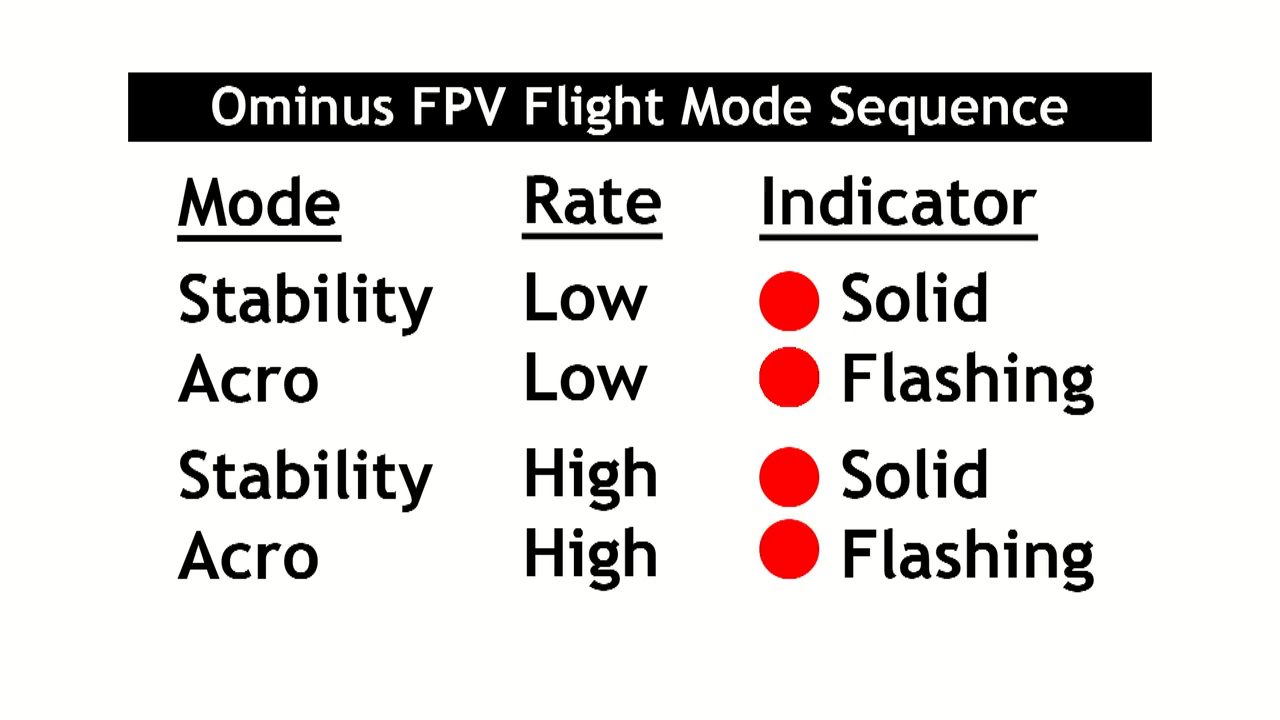 Ominus FPV Flight Mode Sequence
Mode Rate Indicator
Stability Low Solid
Acro Low Flashing
Stability High Solid
Acro High Flashing